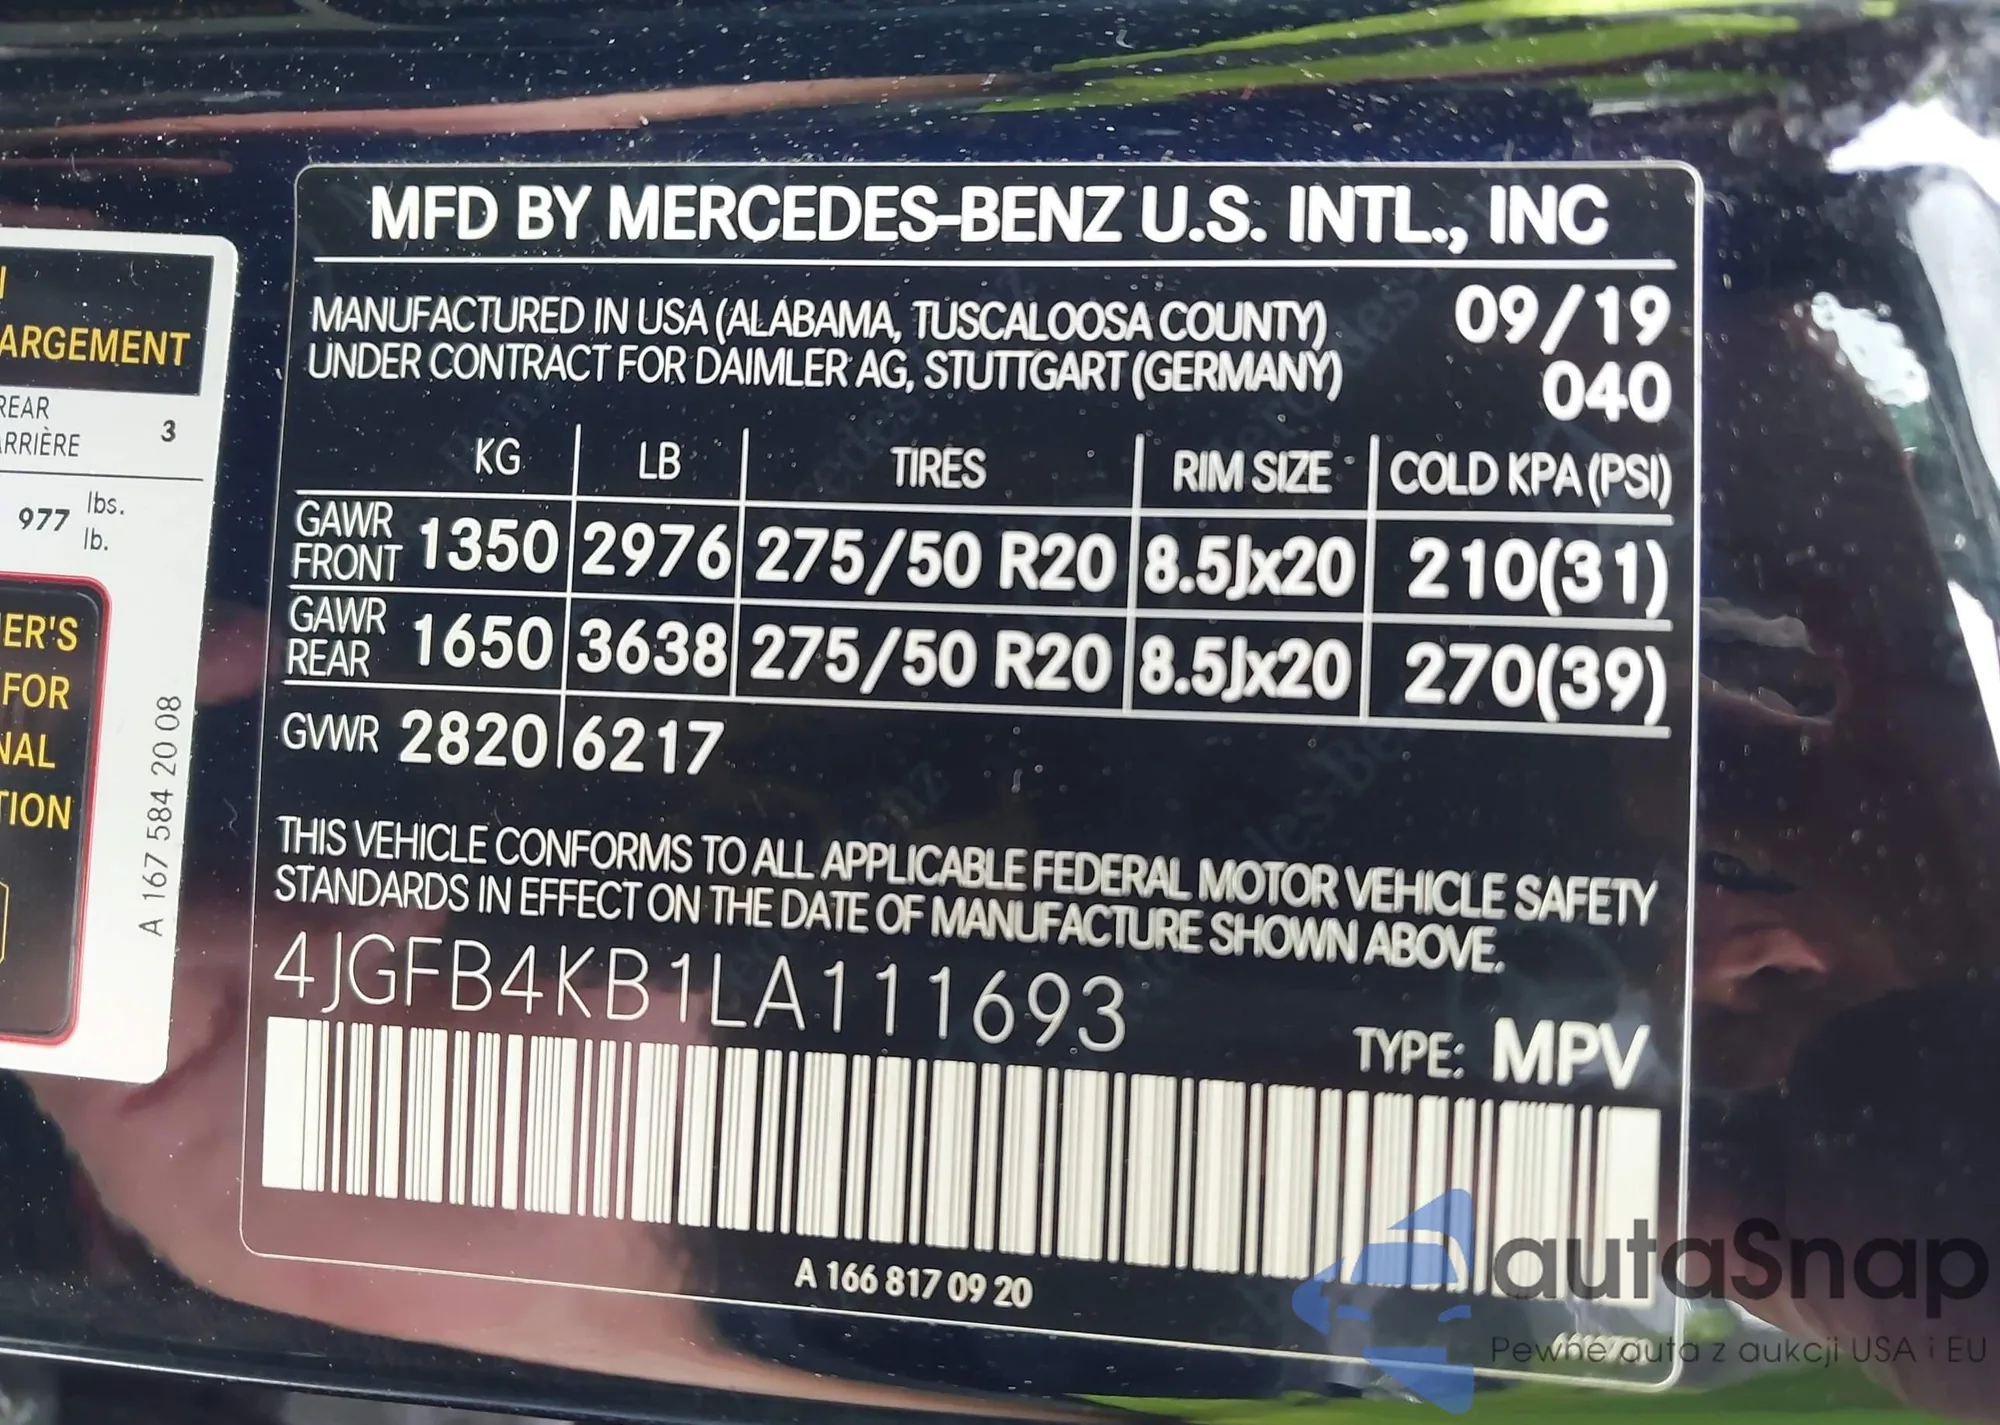 MFD BY MERCEDES-BENZ U.S. INTL., INC
MANUFACTURED IN USA (ALABAMA, TUSCALOOSA COUNTY) 09/19
UNDER CONTRACT FOR DAIMLER AG, STUTTGART (GERMANY) 040
KG LB TIRES RIM SIZE COLD KPA (PSI)
GAWR FRONT 1350 2976 275/50 R20 8.5Jx20 210(31)
GAWR REAR 1650 3638 275/50 R20 8.5Jx20 270(39)
GVWR 2820 6217
THIS VEHICLE CONFORMS TO ALL APPLICABLE FEDERAL MOTOR VEHICLE SAFETY
STANDARDS IN EFFECT ON THE DATE OF MANUFACTURE SHOWN ABOVE.
4JGFB4KB1LA111693
TYPE: MPV
A 166 817 09 20
ARGEMENT
REAR
ARRIÈRE 3
977 lbs.
lb.
ER'S
FOR
NAL
TION
A 167 584 20 08
autaSnap
Pewne auta z aukcji USA i EU